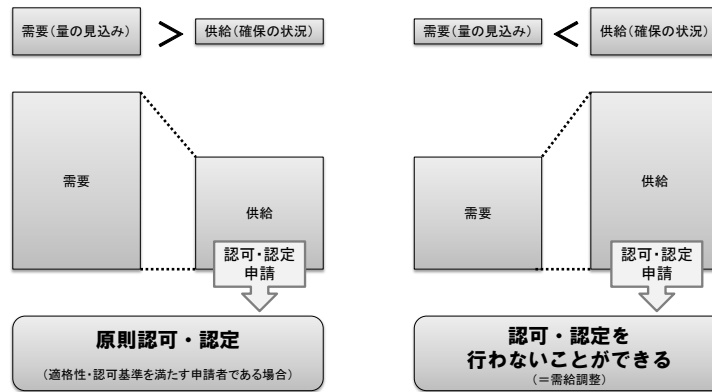 需要(量の見込み)
>
供給(確保の状況)
需要
供給
認可・認定
申請
原則認可・認定
(適格性・認可基準を満たす申請者である場合)
需要(量の見込み)
<
供給(確保の状況)
需要
供給
認可・認定
申請
認可・認定を
行わないことができる
(=需給調整)